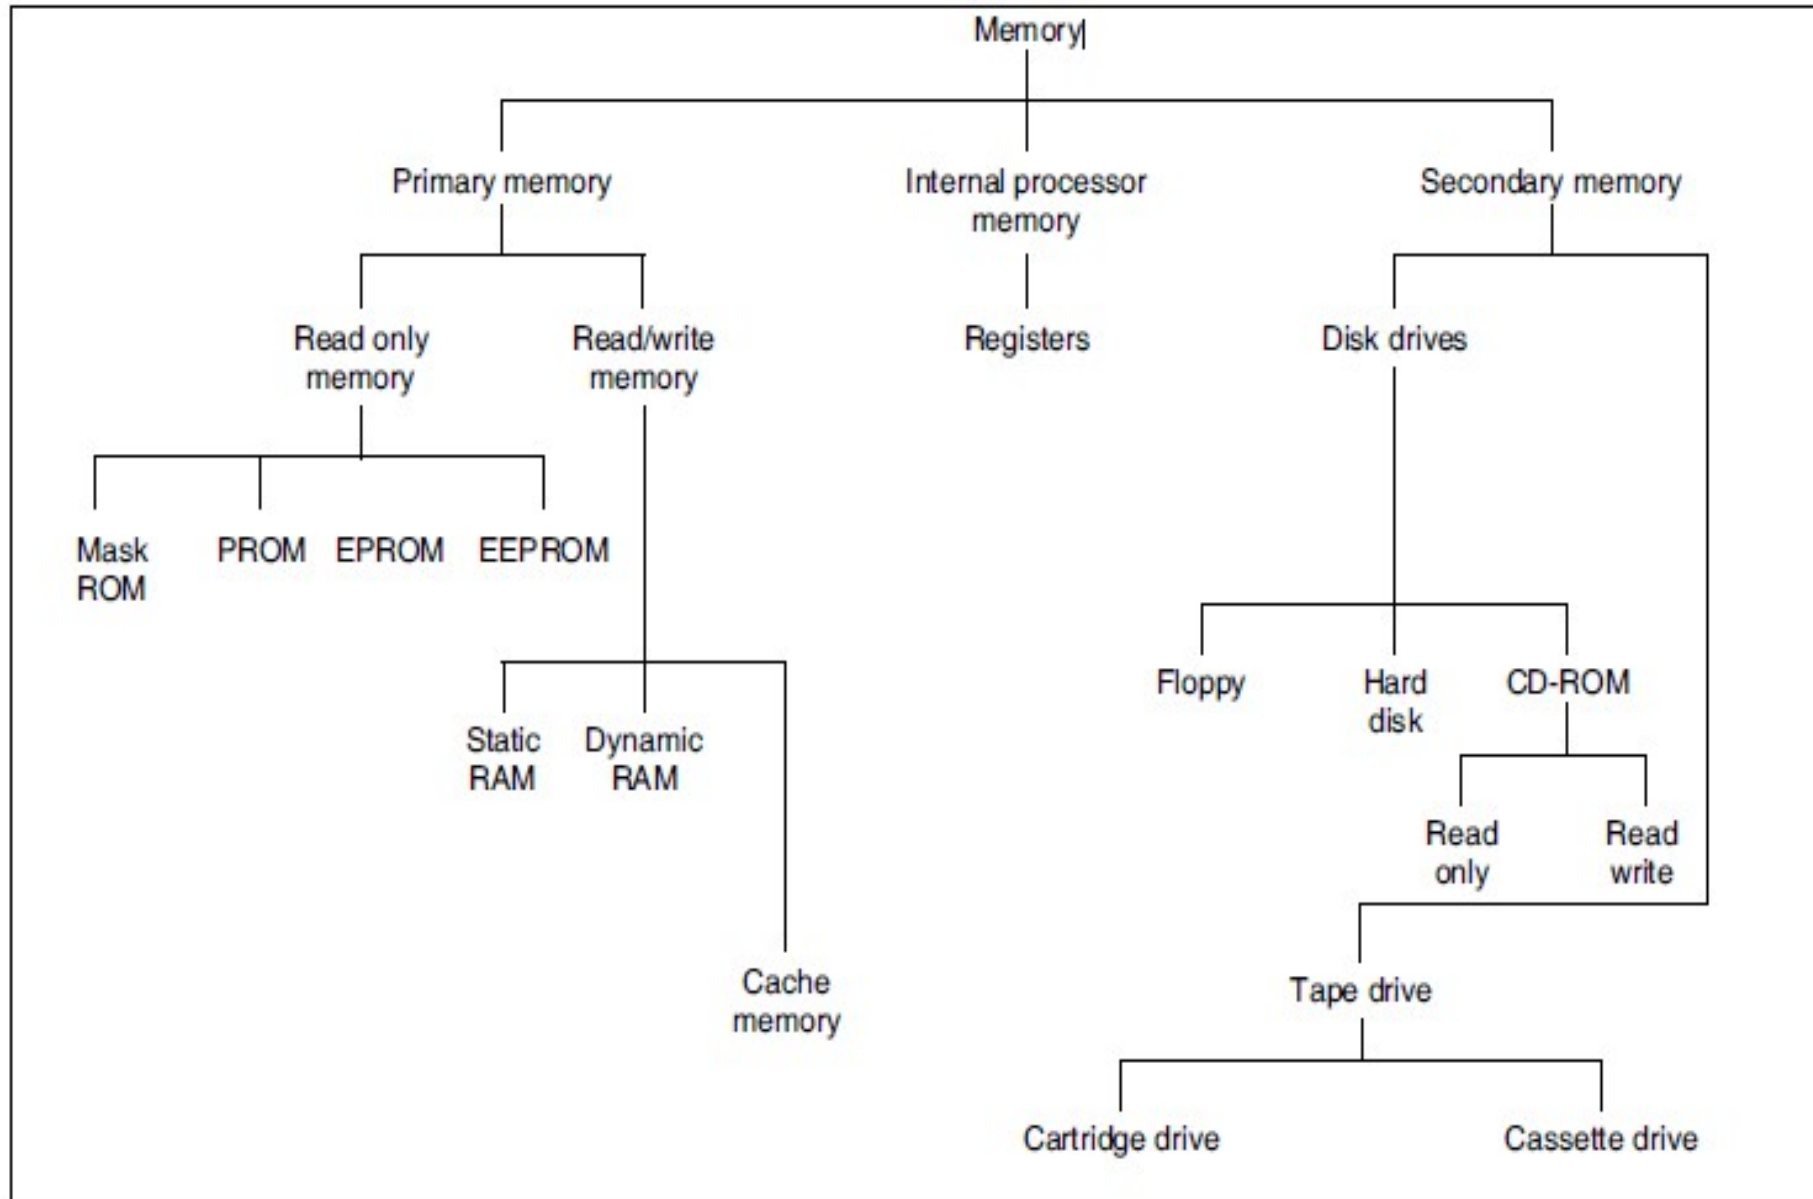 Memory
Primary memory
Internal processor
memory
Secondary memory
Read only
memory
Read/write
memory
Registers
Disk drives
Mask
ROM
PROM
EPROM
EEPROM
Floppy
Hard
disk
CD-ROM
Static
RAM
Dynamic
RAM
Read
only
Read
write
Cache
memory
Tape drive
Cartridge drive
Cassette drive